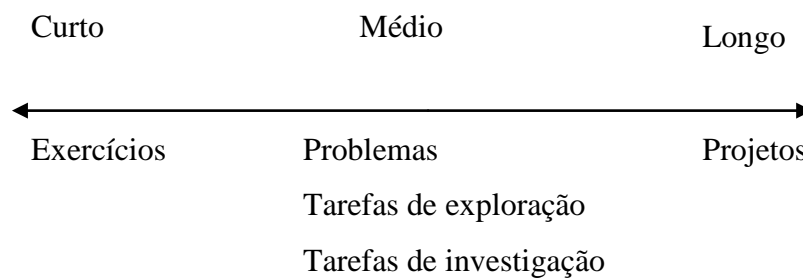 Curto Médio Longo
Exercícios Problemas Projetos
Tarefas de exploração
Tarefas de investigação